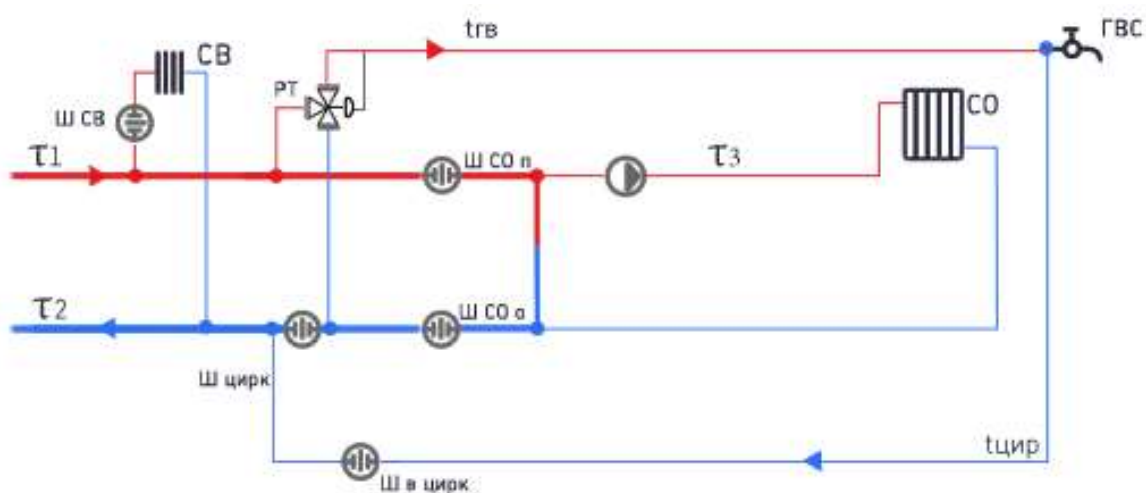 tгв
ГВС
СВ
РТ
СО
Ш СВ
τ1
Ш СО п
τ3
τ2
Ш СО о
Ш цирк
tцир
Ш в цирк